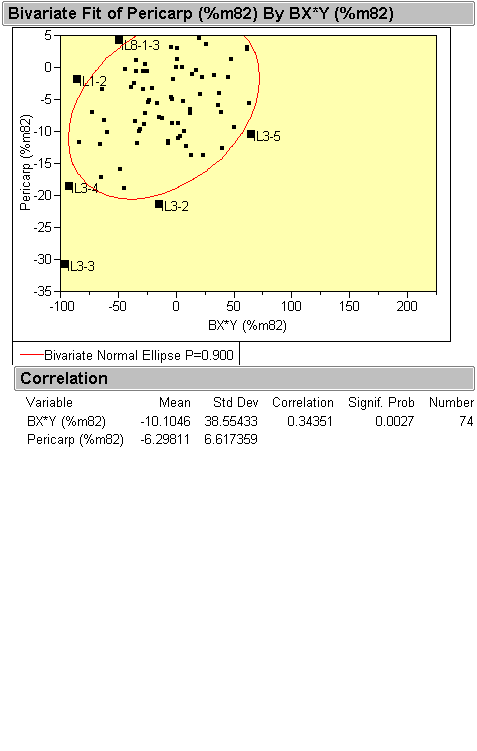 Bivariate Fit of Pericarp (%m82) By BX*Y (%m82)
5
0
-5
-10
-15
-20
-25
-30
-35
Pericarp (%m82)
IL8-1-3
IL1-2
IL3-5
IL3-4
IL3-2
IL3-3
-100 -50 0 50 100 150 200
BX*Y (%m82)
Bivariate Normal Ellipse P=0.900
Correlation
Variable Mean Std Dev Correlation Signif. Prob Number
BX*Y (%m82) -10.1046 38.55433 0.34351 0.0027 74
Pericarp (%m82) -6.29811 6.617359